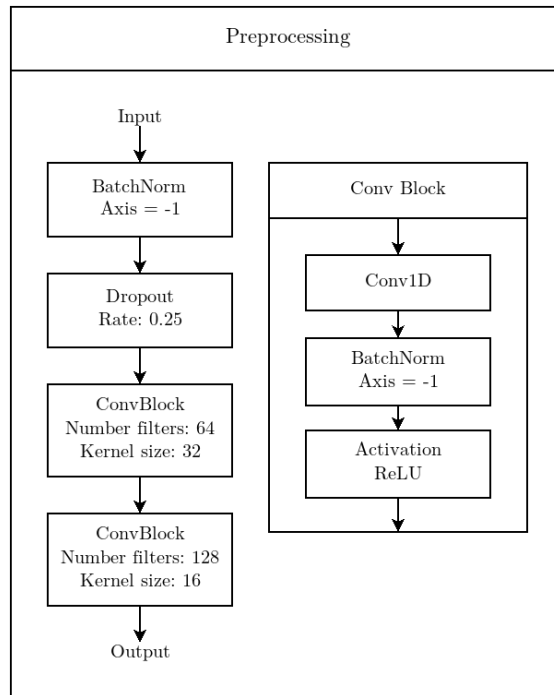 Preprocessing
Input
BatchNorm
Axis = -1
Dropout
Rate: 0.25
ConvBlock
Number filters: 64
Kernel size: 32
ConvBlock
Number filters: 128
Kernel size: 16
Output
Conv Block
Conv1D
BatchNorm
Axis = -1
Activation
ReLU